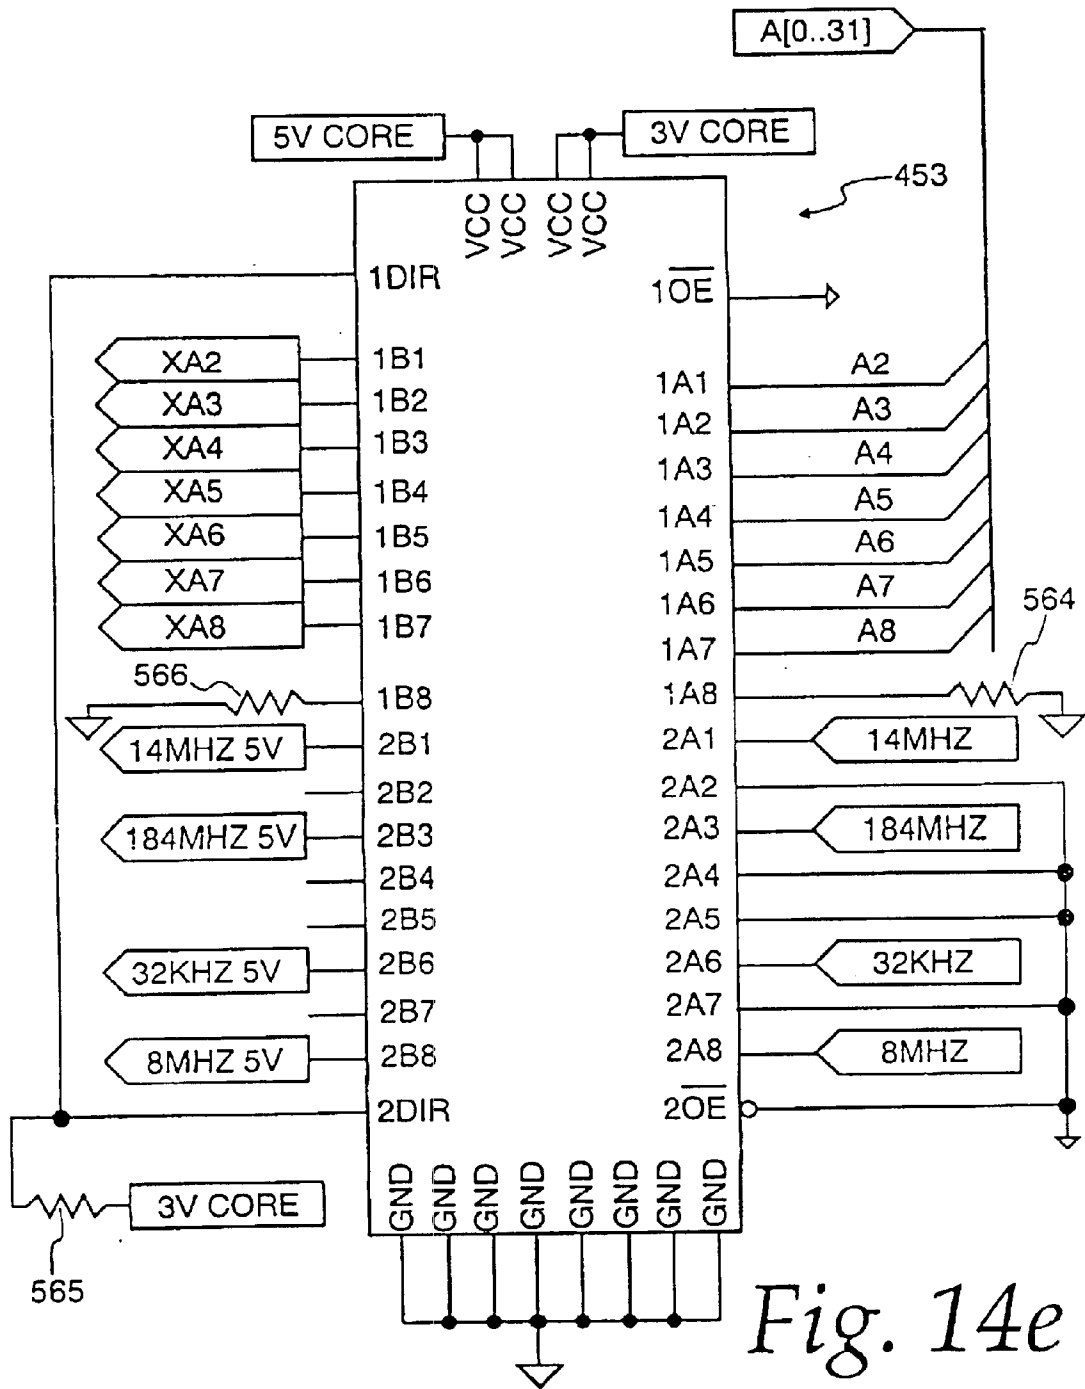 A[0..31]
5V CORE
3V CORE
453
VCC
VCC
VCC
VCC
1DIR
1OE
XA2
1B1
A2
1A1
XA3
1B2
A3
1A2
XA4
1B3
A4
1A3
XA5
1B4
A5
1A4
XA6
1B5
A6
1A5
XA7
1B6
A7
1A6
564
XA8
1B7
A8
1A7
566
1B8
1A8
14MHZ 5V
2B1
2A1
14MHZ
2B2
2A2
184MHZ 5V
2B3
2A3
184MHZ
2B4
2A4
2B5
2A5
32KHZ 5V
2B6
2A6
32KHZ
2B7
2A7
8MHZ 5V
2B8
2A8
8MHZ
2DIR
2OE
GND
GND
GND
GND
GND
GND
GND
GND
3V CORE
565
Fig. 14e